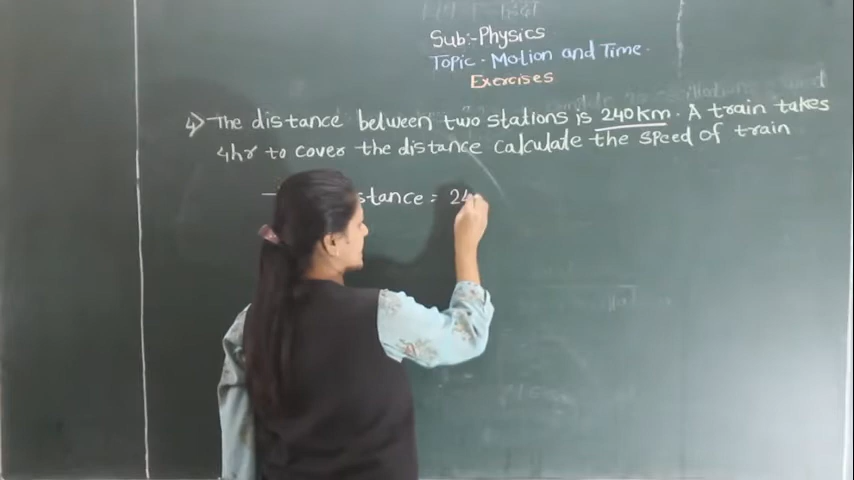 Sub:-Physics
Topic - Motion and Time.
Exercises
4) The distance between two stations is 240km. A train takes
4hr to cover the distance calculate the speed of train
stance = 24